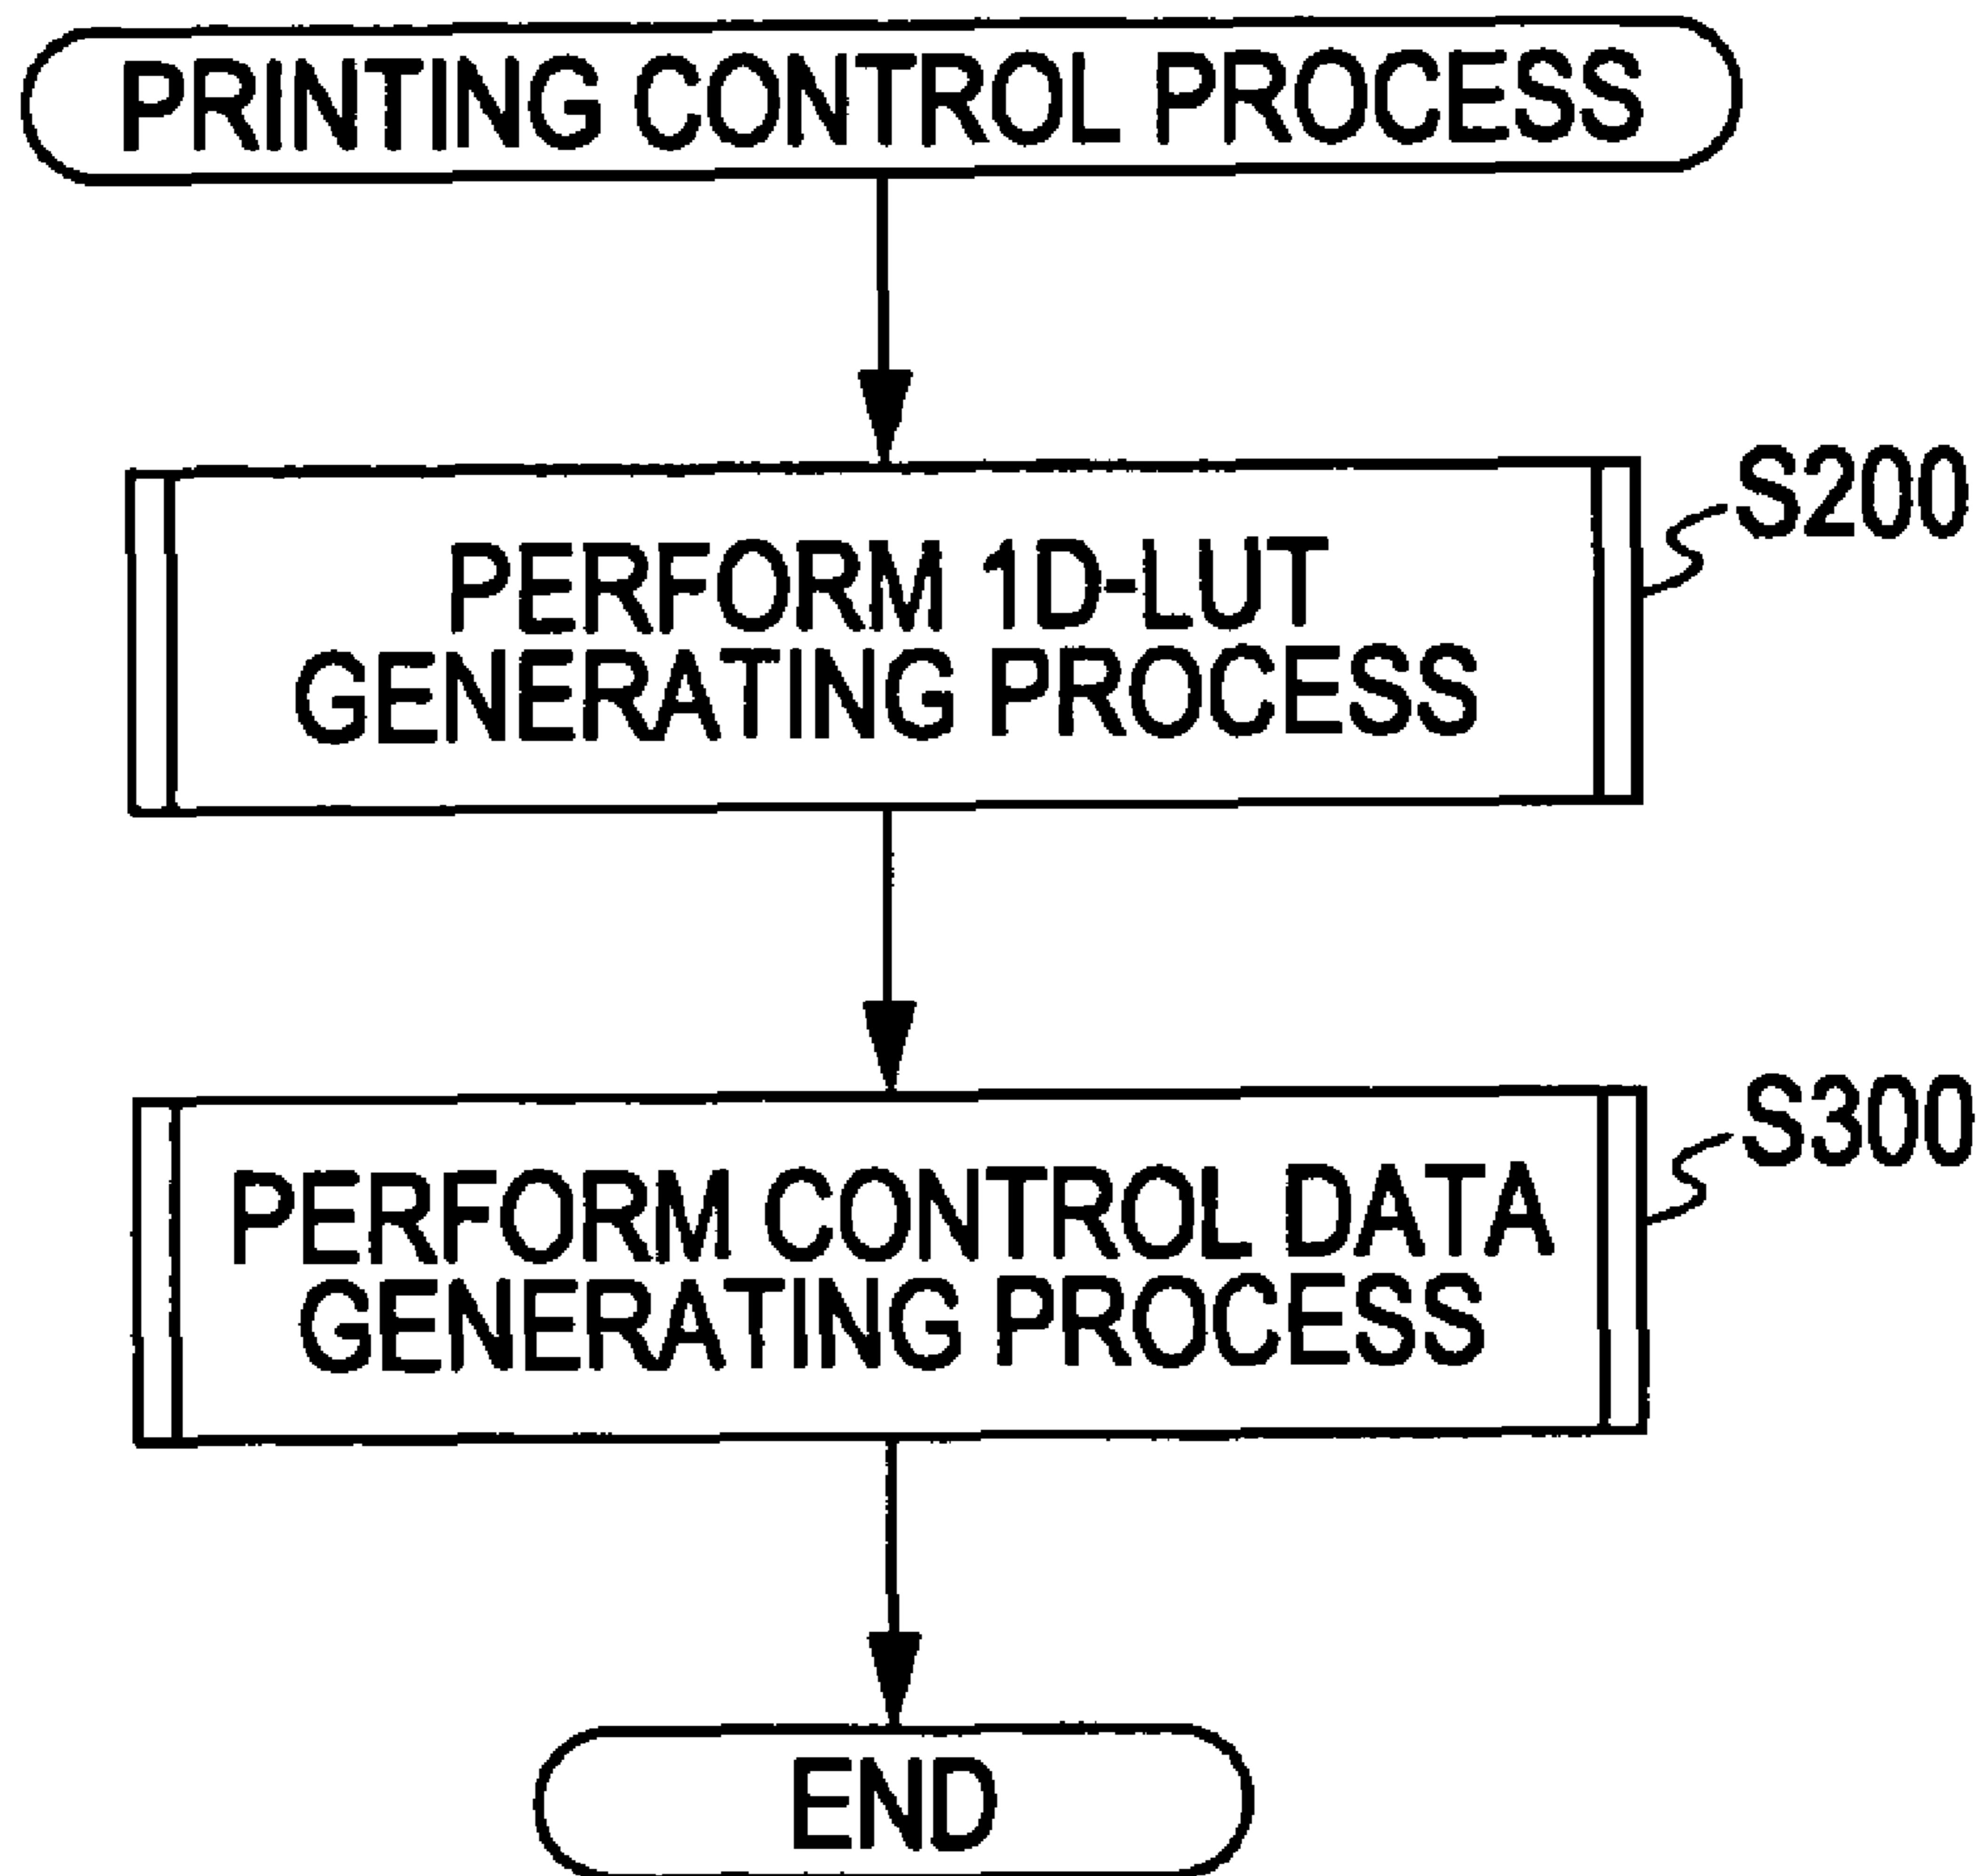 PRINTING CONTROL PROCESS
S200
PERFORM 1D-LUT
GENERATING PROCESS
S300
PERFORM CONTROL DATA
GENERATING PROCESS
END